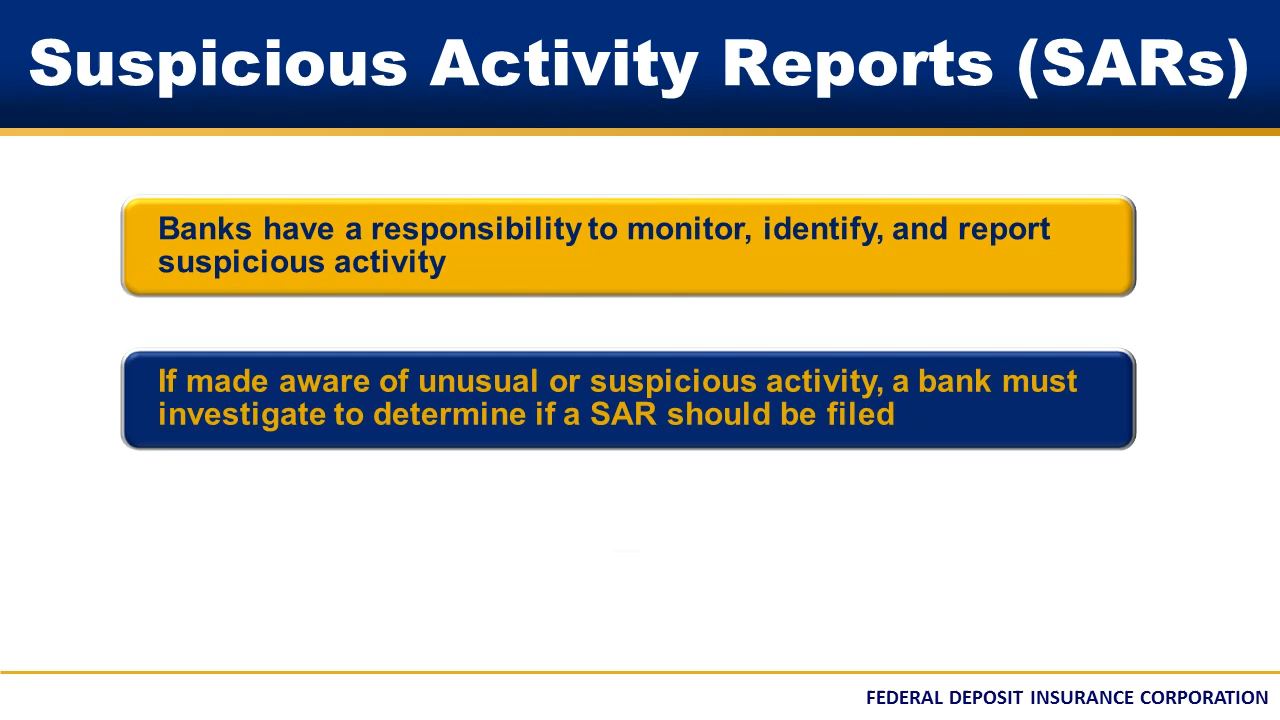 Suspicious Activity Reports (SARs)
Banks have a responsibility to monitor, identify, and report
suspicious activity
If made aware of unusual or suspicious activity, a bank must
investigate to determine if a SAR should be filed
FEDERAL DEPOSIT INSURANCE CORPORATION